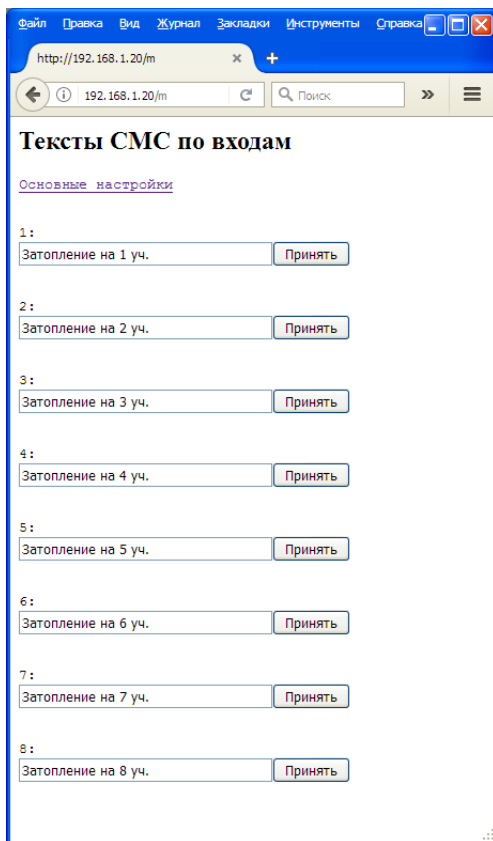 Файл Правка Вид Журнал Закладки Инструменты Справка
http://192.168.1.20/m
192.168.1.20/m Поиск
Тексты СМС по входам
Основные настройки
1:
Затопление на 1 уч. Принять
2:
Затопление на 2 уч. Принять
3:
Затопление на 3 уч. Принять
4:
Затопление на 4 уч. Принять
5:
Затопление на 5 уч. Принять
6:
Затопление на 6 уч. Принять
7:
Затопление на 7 уч. Принять
8:
Затопление на 8 уч. Принять